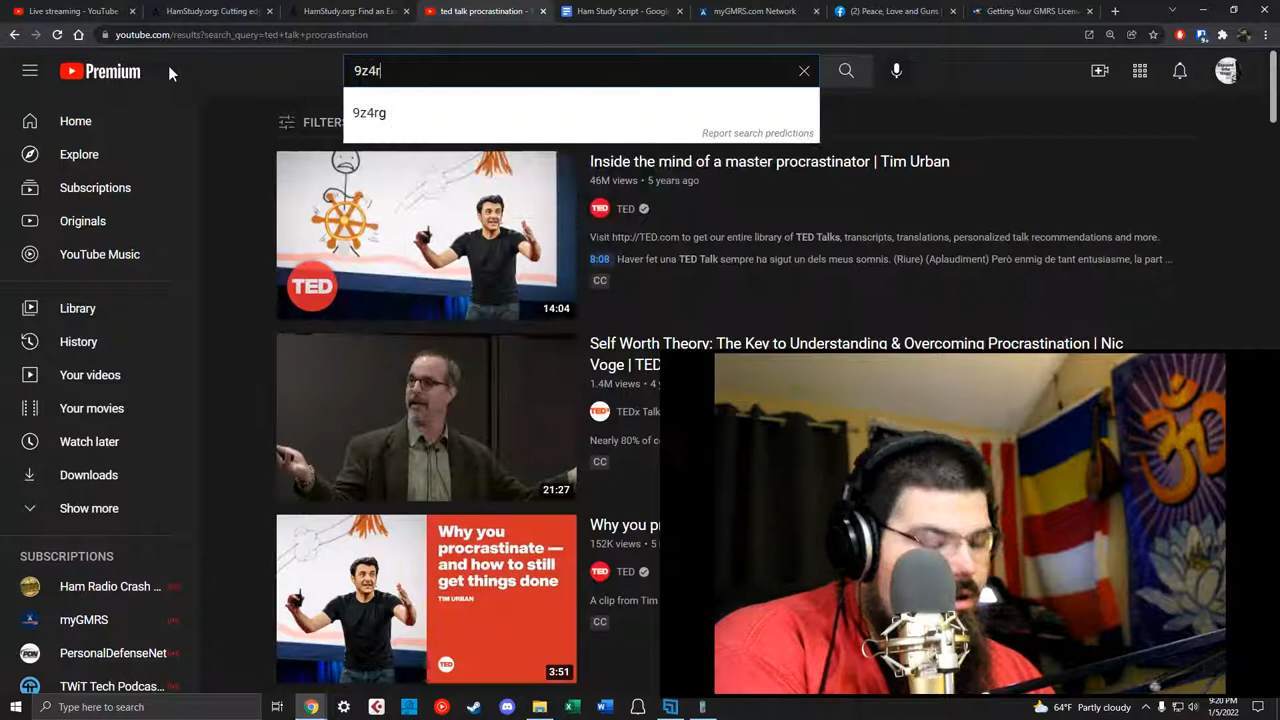 Live streaming - YouTube
HamStudy.org: Cutting ed
HamStudy.org: Find an Ex
ted talk procrastination - Y
Ham Study Script - Google
myGMRS.com Network
(2) Peace, Love and Guns
Getting Your GMRS Licen
youtube.com/results?search_query=ted+talk+procrastination
Premium
9z4r
9z4rg
Report search predictions
FILTERS
Home
Explore
Subscriptions
Originals
YouTube Music
Library
History
Your videos
Your movies
Watch later
Downloads
Show more
SUBSCRIPTIONS
Ham Radio Crash ...
myGMRS
PersonalDefenseNet
TWiT Tech Podcas...
TED
14:04
Inside the mind of a master procrastinator | Tim Urban
46M views • 5 years ago
TED
Visit http://TED.com to get our entire library of TED Talks, transcripts, translations, personalized talk recommendations and more.
8:08 Haver fet una TED Talk sempre ha sigut un dels meus somnis. (Riure) (Aplaudiment) Però enmig de tant entusiasme, la part ...
CC
21:27
Self Worth Theory: The Key to Understanding & Overcoming Procrastination | Nic
Voge | TED
1.4M views • 4 y
TEDx Talk
Nearly 80% of c
CC
Why you
procrastinate —
and how to still
get things done
TIM URBAN
3:51
Why you p
152K views • 5
TED
A clip from Tim
CC
Type here to search
64°F Partly cloudy
9:20 PM
1/5/2022